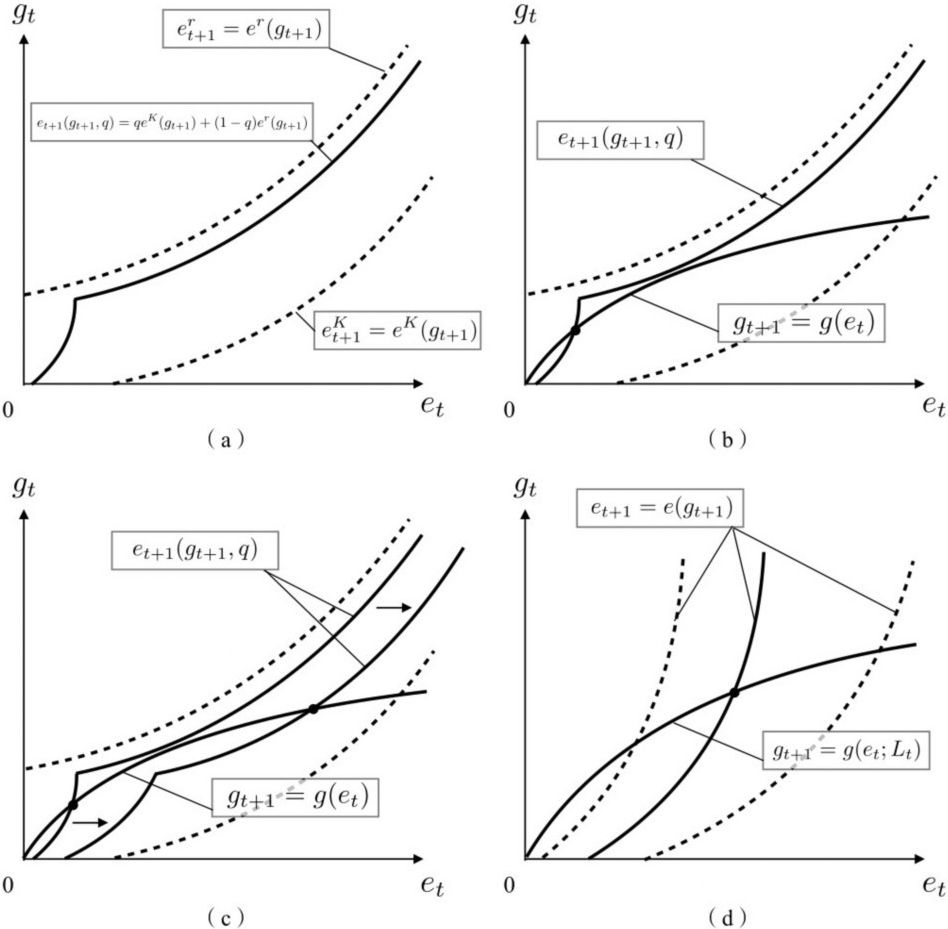 g_t
e^r_{t+1} = e^r(g_{t+1})
e_{t+1}(g_{t+1}, q) = qe^K(g_{t+1}) + (1 − q)e^r(g_{t+1})
e^K_{t+1} = e^K(g_{t+1})
0
e_t
( a )
g_t
e_{t+1}(g_{t+1}, q)
g_{t+1} = g(e_t)
0
e_t
( b )
g_t
e_{t+1}(g_{t+1}, q)
g_{t+1} = g(e_t)
0
e_t
( c )
g_t
e_{t+1} = e(g_{t+1})
g_{t+1} = g(e_t; L_t)
0
e_t
( d )